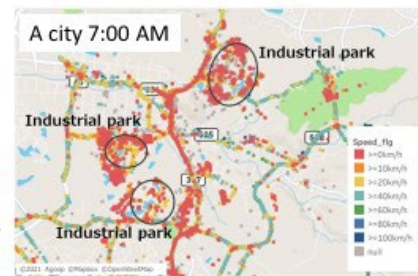 A city 7:00 AM
Industrial park
Industrial park
Industrial park
Speed_flg
>=0km/h
>=10km/h
>=20km/h
>=40km/h
>=60km/h
>=80km/h
>=100km/h
null
©2021 Agoop ©Mapbox ©OpenStreetMap